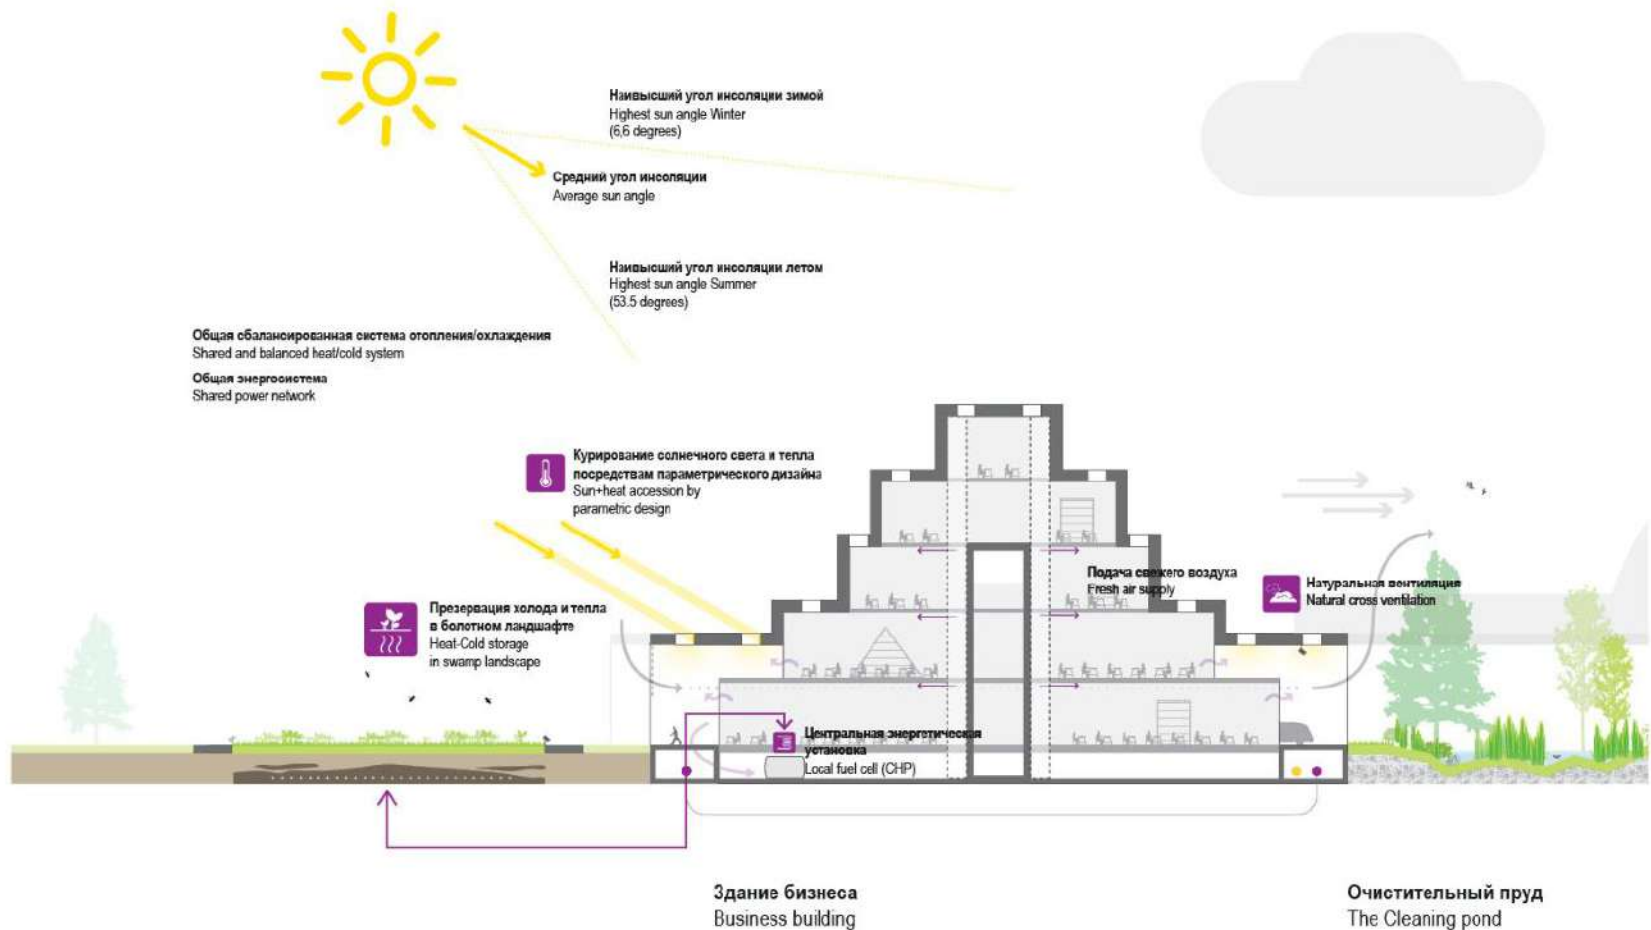 Наивысший угол инсоляции зимой
Highest sun angle Winter
(6,6 degrees)
Средний угол инсоляции
Average sun angle
Наивысший угол инсоляции летом
Highest sun angle Summer
(53.5 degrees)
Общая сбалансированная система отопления/охлаждения
Shared and balanced heat/cold system
Общая энергосистема
Shared power network
Курирование солнечного света и тепла
посредствам параметрического дизайна
Sun+heat accession by
parametric design
Подача свежего воздуха
Fresh air supply
Натуральная вентиляция
Natural cross ventilation
Презервация холода и тепла
в болотном ландшафте
Heat-Cold storage
in swamp landscape
Центральная энергетическая
установка
Local fuel cell (CHP)
Здание бизнеса
Business building
Очистительный пруд
The Cleaning pond